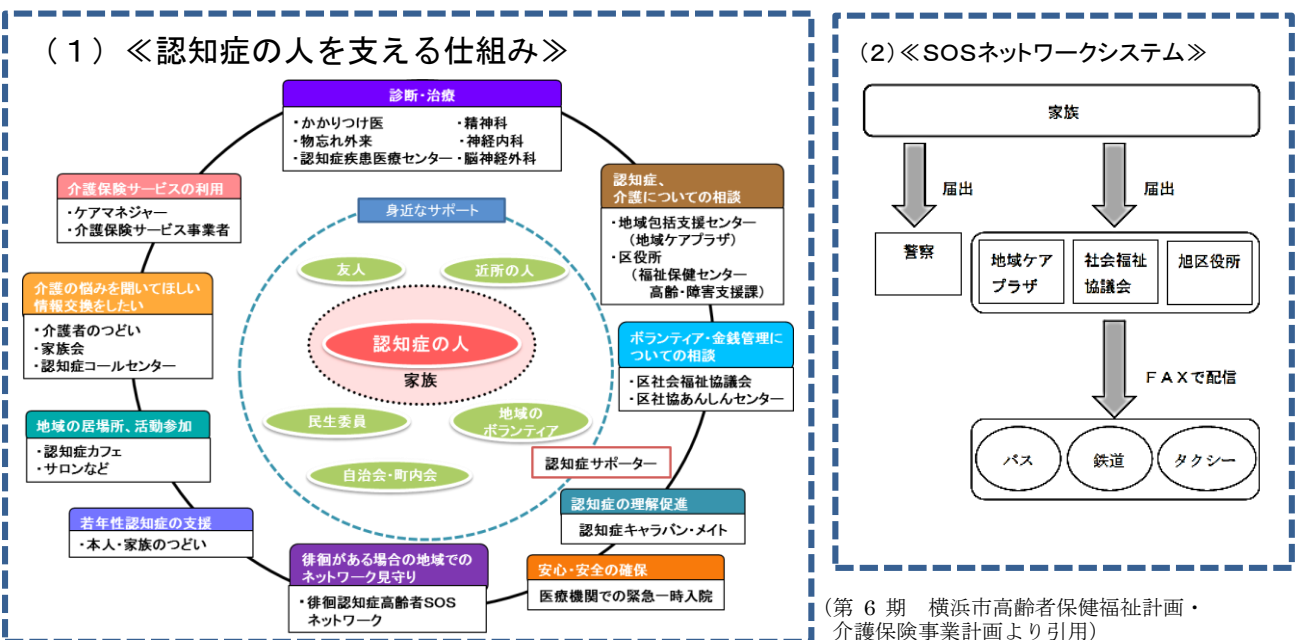 (1) ≪認知症の人を支える仕組み≫
診断・治療
・かかりつけ医 ・精神科
・物忘れ外来 ・神経内科
・認知症疾患医療センター ・脳神経外科
認知症、
介護についての相談
・地域包括支援センター
(地域ケアプラザ)
・区役所
(福祉保健センター
高齢・障害支援課)
ボランティア・金銭管理に
ついての相談
・区社会福祉協議会
・区社協あんしんセンター
認知症サポーター
認知症の理解促進
認知症キャラバン・メイト
安心・安全の確保
医療機関での緊急一時入院
徘徊がある場合の地域での
ネットワーク見守り
・徘徊認知症高齢者SOS
ネットワーク
若年性認知症の支援
・本人・家族のつどい
地域の居場所、活動参加
・認知症カフェ
・サロンなど
介護の悩みを聞いてほしい
情報交換をしたい
・介護者のつどい
・家族会
・認知症コールセンター
介護保険サービスの利用
・ケアマネジャー
・介護保険サービス事業者
身近なサポート
友人
近所の人
認知症の人
家族
民生委員
地域の
ボランティア
自治会・町内会
(2)≪SOSネットワークシステム≫
家族
届出
届出
警察
地域ケア
プラザ
社会福祉
協議会
旭区役所
FAXで配信
バス
鉄道
タクシー
(第 6 期 横浜市高齢者保健福祉計画・
介護保険事業計画より引用)